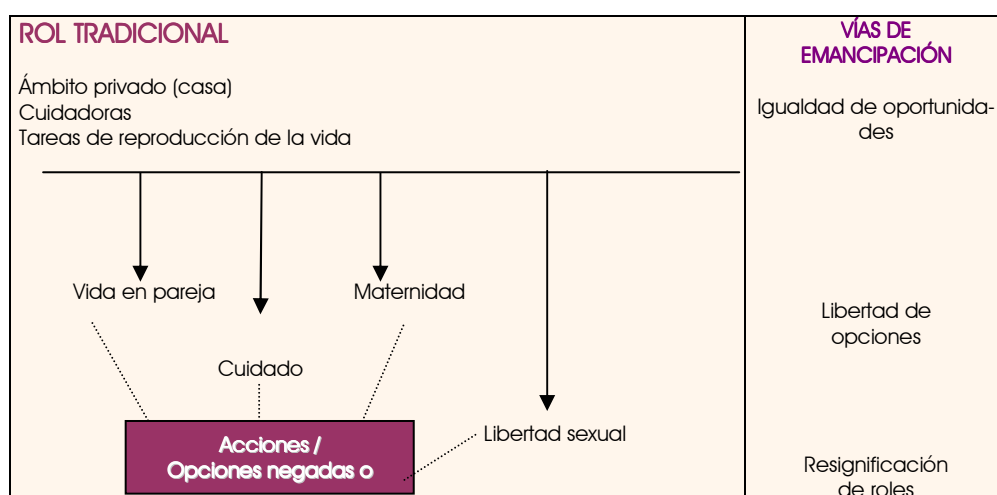 ROL TRADICIONAL
Ámbito privado (casa)
Cuidadoras
Tareas de reproducción de la vida
Vida en pareja
Maternidad
Cuidado
Libertad sexual
Acciones /
Opciones negadas o
VÍAS DE
EMANCIPACIÓN
Igualdad de oportunida-
des
Libertad de
opciones
Resignificación
de roles